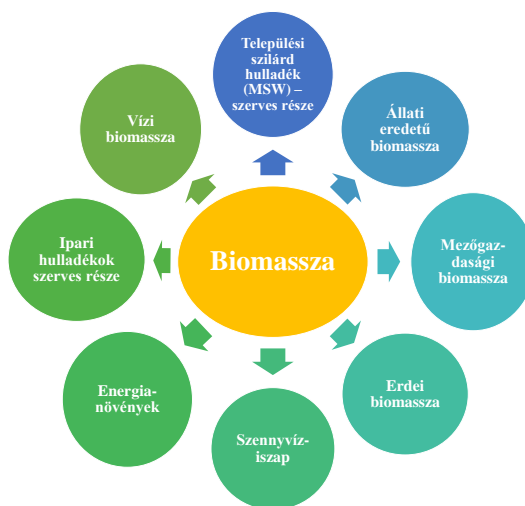 Települési
szilárd
hulladék
(MSW) –
szerves része
Állati
eredetű
biomassza
Mezőgaz-
dasági
biomassza
Erdei
biomassza
Szennyvíz-
iszap
Energia-
növények
Ipari
hulladékok
szerves része
Vízi
biomassza
Biomassza